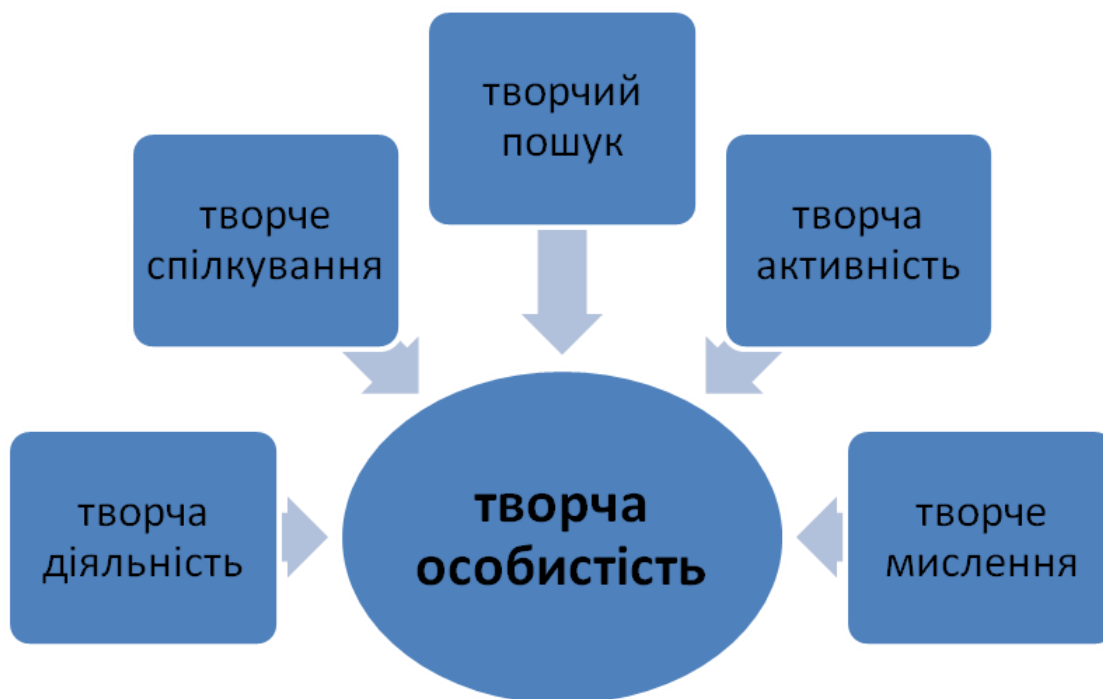 творчий
пошук
творче
спілкування
творча
активність
творча
діяльність
творча
особистість
творче
мислення